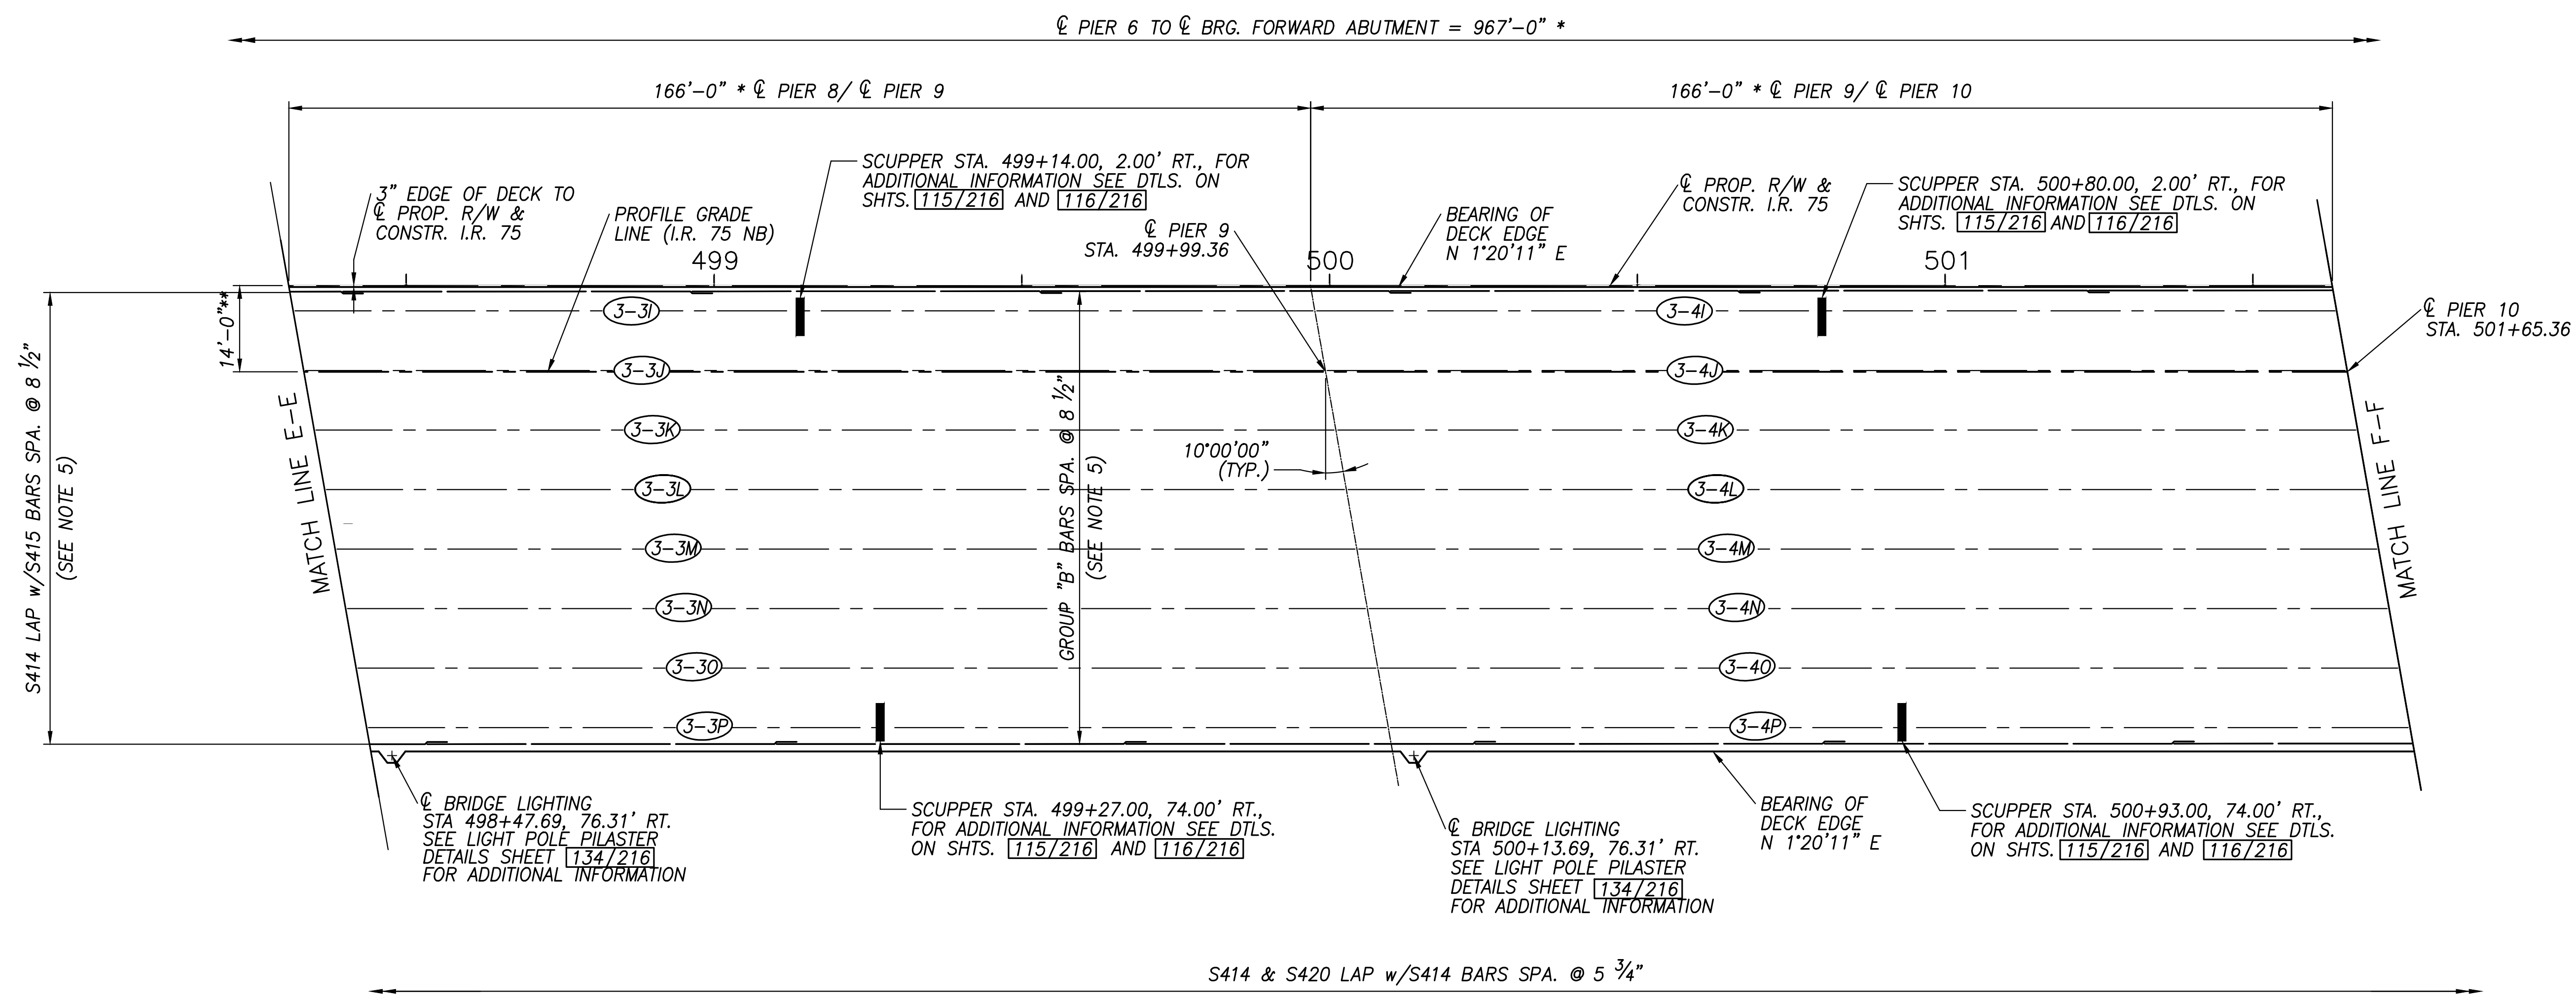 ℄ PIER 6 TO ℄ BRG. FORWARD ABUTMENT = 967'-0" *
166'-0" * ℄ PIER 8/ ℄ PIER 9
166'-0" * ℄ PIER 9/ ℄ PIER 10
3" EDGE OF DECK TO
℄ PROP. R/W &
CONSTR. I.R. 75
PROFILE GRADE
LINE (I.R. 75 NB)
SCUPPER STA. 499+14.00, 2.00' RT., FOR
ADDITIONAL INFORMATION SEE DTLS. ON
SHTS. 115/216 AND 116/216
℄ PIER 9
STA. 499+99.36
BEARING OF
DECK EDGE
N 1°20'11" E
℄ PROP. R/W &
CONSTR. I.R. 75
SCUPPER STA. 500+80.00, 2.00' RT., FOR
ADDITIONAL INFORMATION SEE DTLS. ON
SHTS. 115/216 AND 116/216
499
500
501
℄ PIER 10
STA. 501+65.36
14'-0"**
S414 LAP w/S415 BARS SPA. @ 8 1/2"
(SEE NOTE 5)
MATCH LINE E-E
GROUP "B" BARS SPA. @ 8 1/2"
(SEE NOTE 5)
10°00'00"
(TYP.)
MATCH LINE F-F
3-3I
3-4I
3-3J
3-4J
3-3K
3-4K
3-3L
3-4L
3-3M
3-4M
3-3N
3-4N
3-3O
3-4O
3-3P
3-4P
℄ BRIDGE LIGHTING
STA 498+47.69, 76.31' RT.
SEE LIGHT POLE PILASTER
DETAILS SHEET 134/216
FOR ADDITIONAL INFORMATION
SCUPPER STA. 499+27.00, 74.00' RT.,
FOR ADDITIONAL INFORMATION SEE DTLS.
ON SHTS. 115/216 AND 116/216
℄ BRIDGE LIGHTING
STA 500+13.69, 76.31' RT.
SEE LIGHT POLE PILASTER
DETAILS SHEET 134/216
FOR ADDITIONAL INFORMATION
BEARING OF
DECK EDGE
N 1°20'11" E
SCUPPER STA. 500+93.00, 74.00' RT.,
FOR ADDITIONAL INFORMATION SEE DTLS.
ON SHTS. 115/216 AND 116/216
S414 & S420 LAP w/S414 BARS SPA. @ 5 3/4"